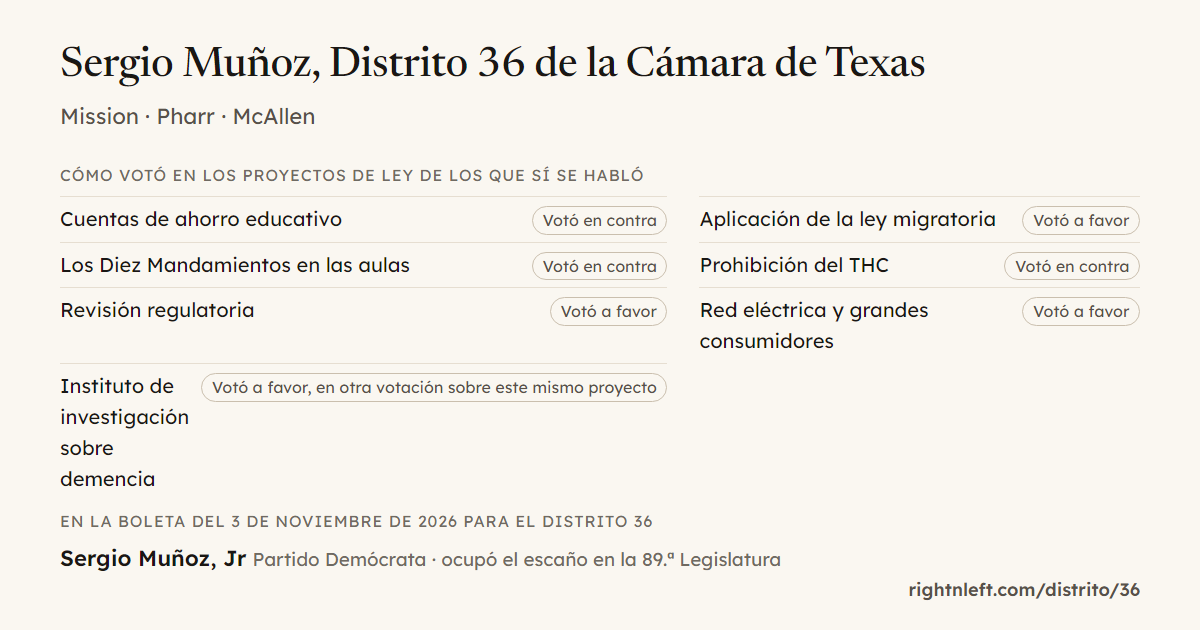 Sergio Muñoz, Distrito 36 de la Cámara de Texas
Mission · Pharr · McAllen
CÓMO VOTÓ EN LOS PROYECTOS DE LEY DE LOS QUE SÍ SE HABLÓ
Cuentas de ahorro educativo
Votó en contra
Aplicación de la ley migratoria
Votó a favor
Los Diez Mandamientos en las aulas
Votó en contra
Prohibición del THC
Votó en contra
Revisión regulatoria
Votó a favor
Red eléctrica y grandes
consumidores
Votó a favor
Instituto de
investigación
sobre
demencia
Votó a favor, en otra votación sobre este mismo proyecto
EN LA BOLETA DEL 3 DE NOVIEMBRE DE 2026 PARA EL DISTRITO 36
Sergio Muñoz, Jr Partido Demócrata · ocupó el escaño en la 89.ª Legislatura
rightnleft.com/distrito/36